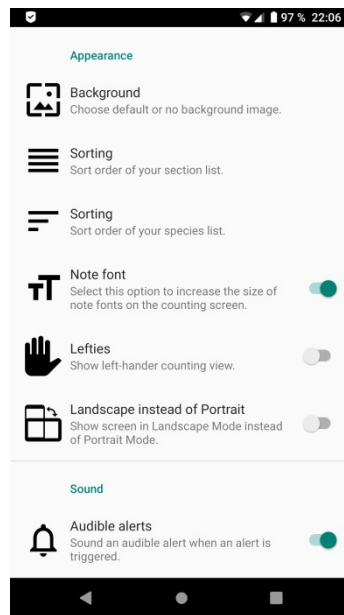 97 % 22:06
Appearance
Background
Choose default or no background image.
Sorting
Sort order of your section list.
Sorting
Sort order of your species list.
Note font
Select this option to increase the size of
note fonts on the counting screen.
Lefties
Show left-hander counting view.
Landscape instead of Portrait
Show screen in Landscape Mode instead
of Portrait Mode.
Sound
Audible alerts
Sound an audible alert when an alert is
triggered.